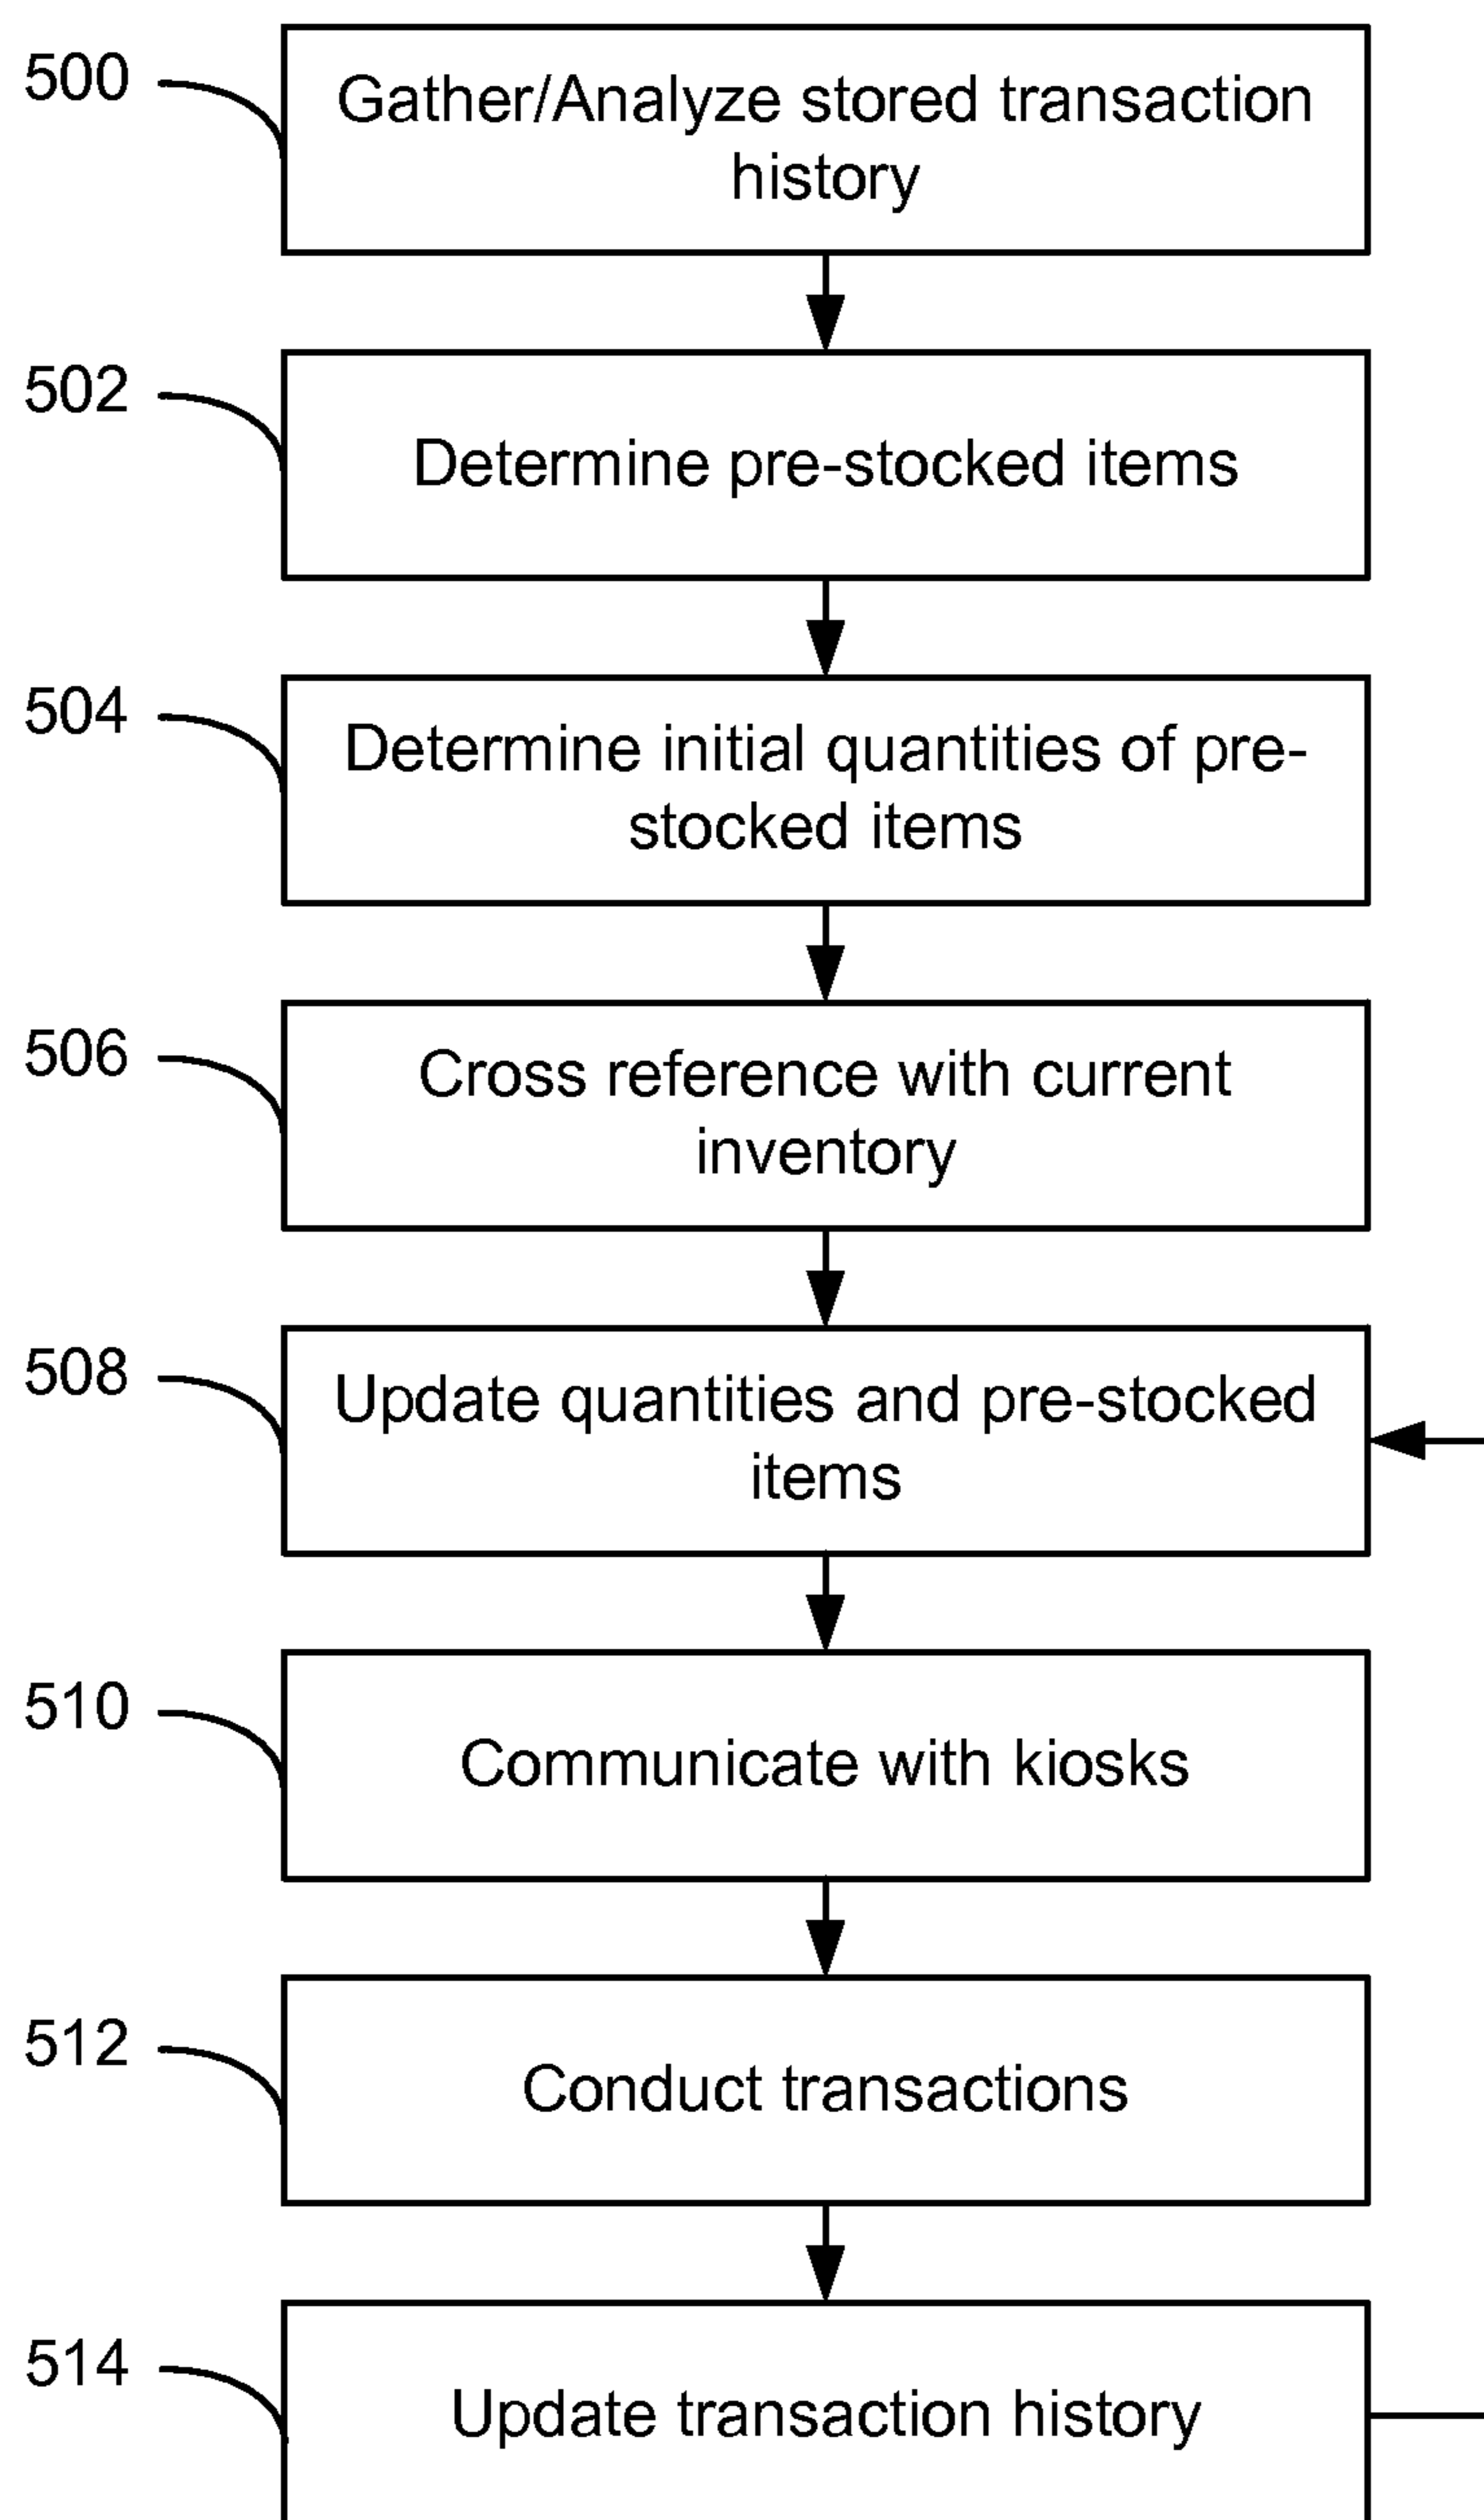 500
Gather/Analyze stored transaction
history
502
Determine pre-stocked items
504
Determine initial quantities of pre-
stocked items
506
Cross reference with current
inventory
508
Update quantities and pre-stocked
items
510
Communicate with kiosks
512
Conduct transactions
514
Update transaction history